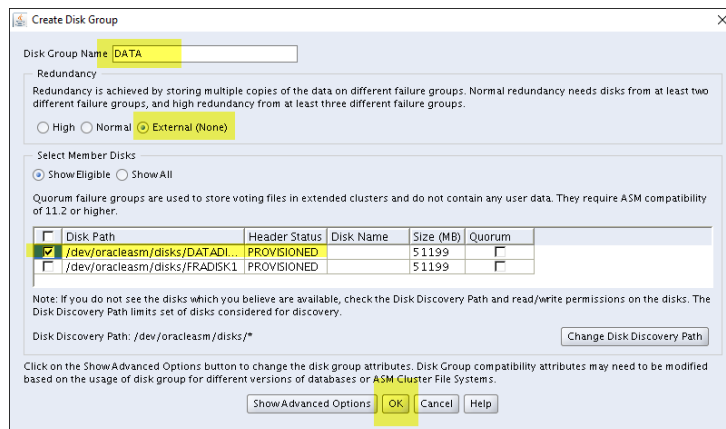 Create Disk Group
Disk Group Name DATA
Redundancy
Redundancy is achieved by storing multiple copies of the data on different failure groups. Normal redundancy needs disks from at least two
different failure groups, and high redundancy from at least three different failure groups.
High Normal External (None)
Select Member Disks
Show Eligible Show All
Quorum failure groups are used to store voting files in extended clusters and do not contain any user data. They require ASM compatibility
of 11.2 or higher.
Disk Path Header Status Disk Name Size (MB) Quorum
/dev/oracleasm/disks/DATADI... PROVISIONED 51199
/dev/oracleasm/disks/FRADISK1 PROVISIONED 51199
Note: If you do not see the disks which you believe are available, check the Disk Discovery Path and read/write permissions on the disks. The
Disk Discovery Path limits set of disks considered for discovery.
Disk Discovery Path: /dev/oracleasm/disks/*
Change Disk Discovery Path
Click on the Show Advanced Options button to change the disk group attributes. Disk Group compatibility attributes may need to be modified
based on the usage of disk group for different versions of databases or ASM Cluster File Systems.
Show Advanced Options OK Cancel Help